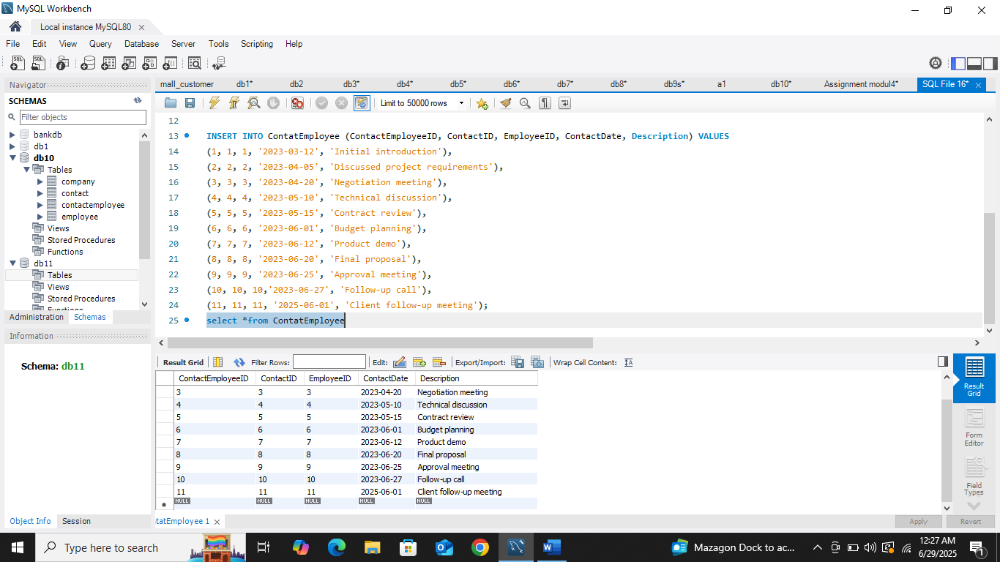 MySQL Workbench
Local instance MySQL80
File Edit View Query Database Server Tools Scripting Help
Navigator
SCHEMAS
Filter objects
bankdb
db1
db10
Tables
company
contact
contactemployee
employee
Views
Stored Procedures
Functions
db11
Tables
Views
Stored Procedures
Functions
Administration Schemas
Information
Schema: db11
Object Info Session
mall_customer db1* db2 db3* db4* db5* db6* db7* db8* db9s* a1 db10* Assignment modul4* SQL File 16*
Limit to 50000 rows
12
13 INSERT INTO ContatEmployee (ContactEmployeeID, ContactID, EmployeeID, ContactDate, Description) VALUES
14 (1, 1, 1, '2023-03-12', 'Initial introduction'),
15 (2, 2, 2, '2023-04-05', 'Discussed project requirements'),
16 (3, 3, 3, '2023-04-20', 'Negotiation meeting'),
17 (4, 4, 4, '2023-05-10', 'Technical discussion'),
18 (5, 5, 5, '2023-05-15', 'Contract review'),
19 (6, 6, 6, '2023-06-01', 'Budget planning'),
20 (7, 7, 7, '2023-06-12', 'Product demo'),
21 (8, 8, 8, '2023-06-20', 'Final proposal'),
22 (9, 9, 9, '2023-06-25', 'Approval meeting'),
23 (10, 10, 10,'2023-06-27', 'Follow-up call'),
24 (11, 11, 11, '2025-06-01', 'Client follow-up meeting');
25 select *from ContatEmployee
Result Grid Filter Rows: Edit: Export/Import: Wrap Cell Content:
ContactEmployeeID ContactID EmployeeID ContactDate Description
3 3 3 2023-04-20 Negotiation meeting
4 4 4 2023-05-10 Technical discussion
5 5 5 2023-05-15 Contract review
6 6 6 2023-06-01 Budget planning
7 7 7 2023-06-12 Product demo
8 8 8 2023-06-20 Final proposal
9 9 9 2023-06-25 Approval meeting
10 10 10 2023-06-27 Follow-up call
11 11 11 2025-06-01 Client follow-up meeting
NULL NULL NULL NULL NULL
Result
Grid
Form
Editor
Field
Types
tatEmployee 1
Apply Revert
Type here to search
Mazagon Dock to ac...
12:27 AM
6/29/2025
1